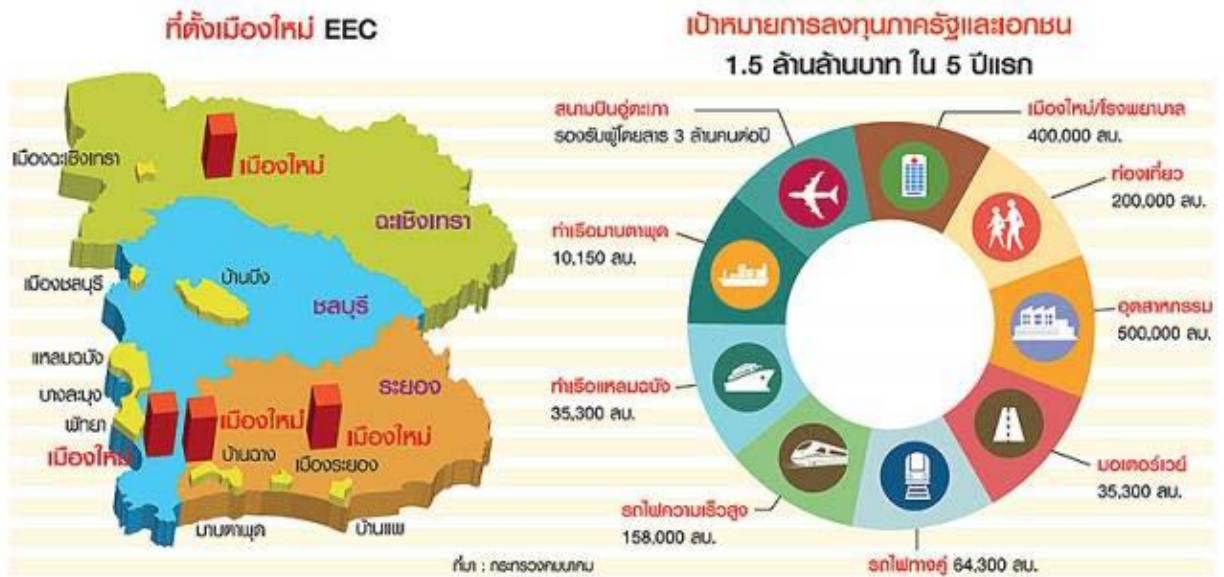 ที่ตั้งเมืองใหม่ EEC
เมืองฉะเชิงเทรา
เมืองใหม่
ฉะเชิงเทรา
เมืองชลบุรี
บ้านบึง
ชลบุรี
แหลมฉบัง
บางละมุง
พัทยา
ระยอง
เมืองใหม่
เมืองใหม่
เมืองใหม่
บ้านฉาง
เมืองระยอง
มาบตาพุด
บ้านเพ
เป้าหมายการลงทุนภาครัฐและเอกชน
1.5 ล้านล้านบาท ใน 5 ปีแรก
สนามบินอู่ตะเภา
รองรับผู้โดยสาร 3 ล้านคนต่อปี
เมืองใหม่/โรงพยาบาล
400,000 ลบ.
ท่องเที่ยว
200,000 ลบ.
ท่าเรือมาบตาพุด
10,150 ลบ.
อุตสาหกรรม
500,000 ลบ.
ท่าเรือแหลมฉบัง
35,300 ลบ.
มอเตอร์เวย์
35,300 ลบ.
รถไฟความเร็วสูง
158,000 ลบ.
รถไฟทางคู่ 64,300 ลบ.
ที่มา : กระทรวงคมนาคม